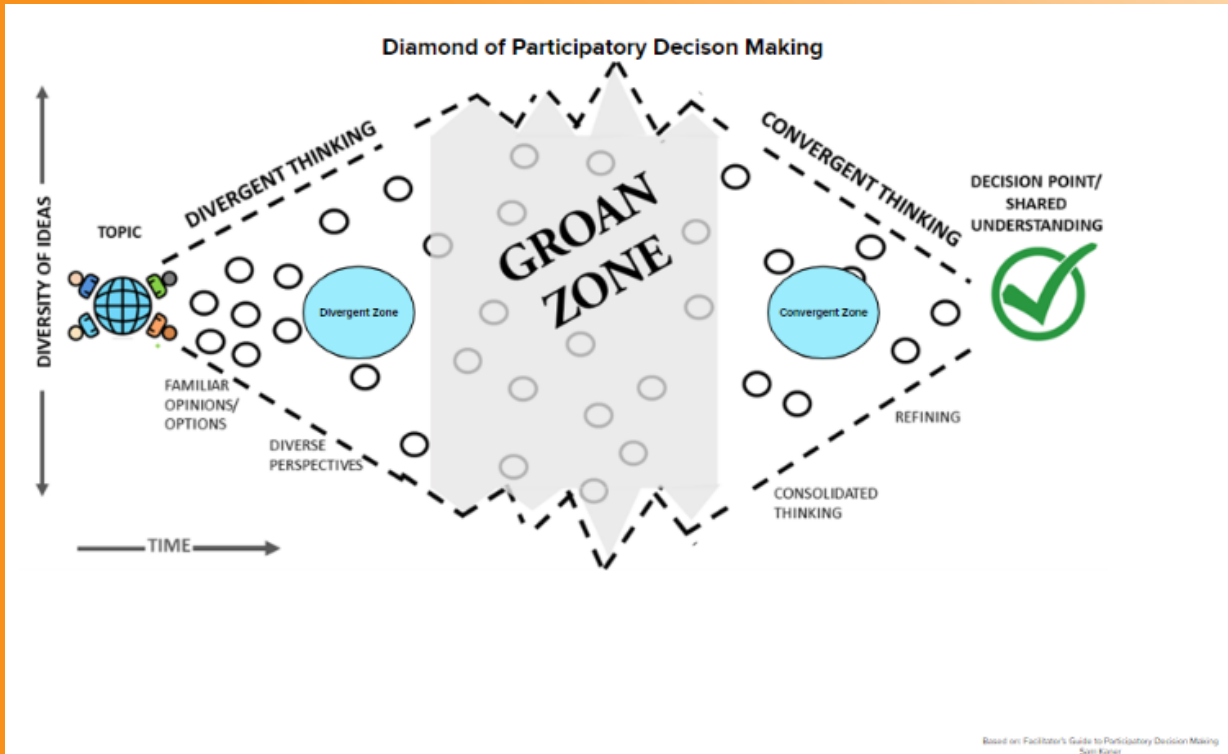 Diamond of Participatory Decison Making
DIVERGENT THINKING
CONVERGENT THINKING
DIVERSITY OF IDEAS
TOPIC
GROAN
ZONE
DECISION POINT/
SHARED
UNDERSTANDING
Divergent Zone
Convergent Zone
FAMILIAR
OPINIONS/
OPTIONS
DIVERSE
PERSPECTIVES
REFINING
CONSOLIDATED
THINKING
TIME
Based on: Facilitator's Guide to Participatory Decision Making
Sam Kaner